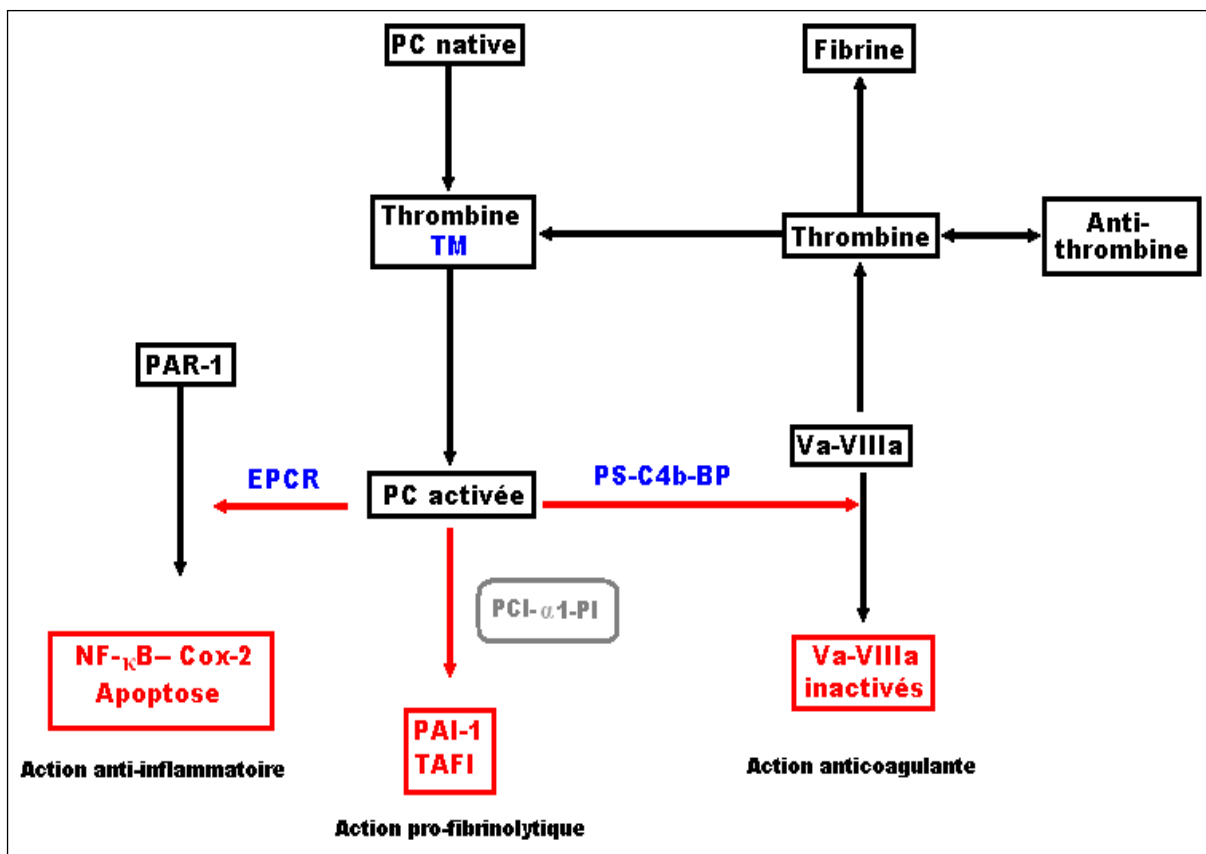 PC native
Fibrine
Thrombine
TM
Thrombine
Anti-
thrombine
PAR-1
Va-VIIIa
EPCR
PS-C4b-BP
PC activée
PCI-α1-PI
NF-κB– Cox-2
Apoptose
Va-VIIIa
inactivés
PAI-1
TAFI
Action anti-inflammatoire
Action anticoagulante
Action pro-fibrinolytique